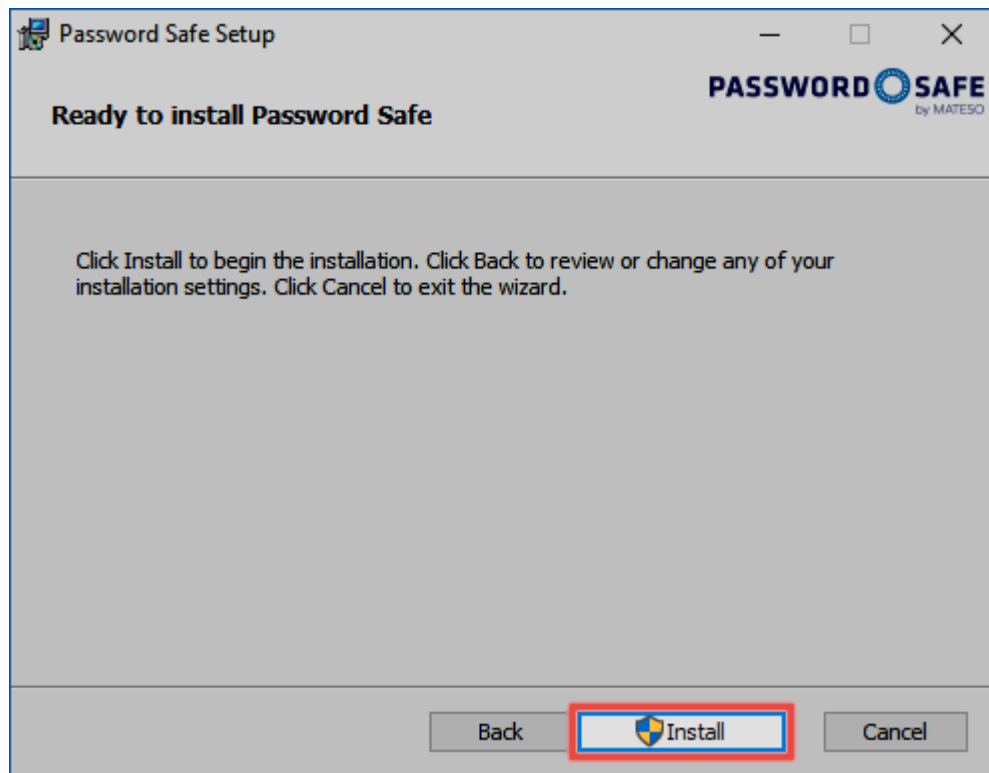 Password Safe Setup
PASSWORD SAFE
by MATESO
Ready to install Password Safe
Click Install to begin the installation. Click Back to review or change any of your
installation settings. Click Cancel to exit the wizard.
Back
Install
Cancel